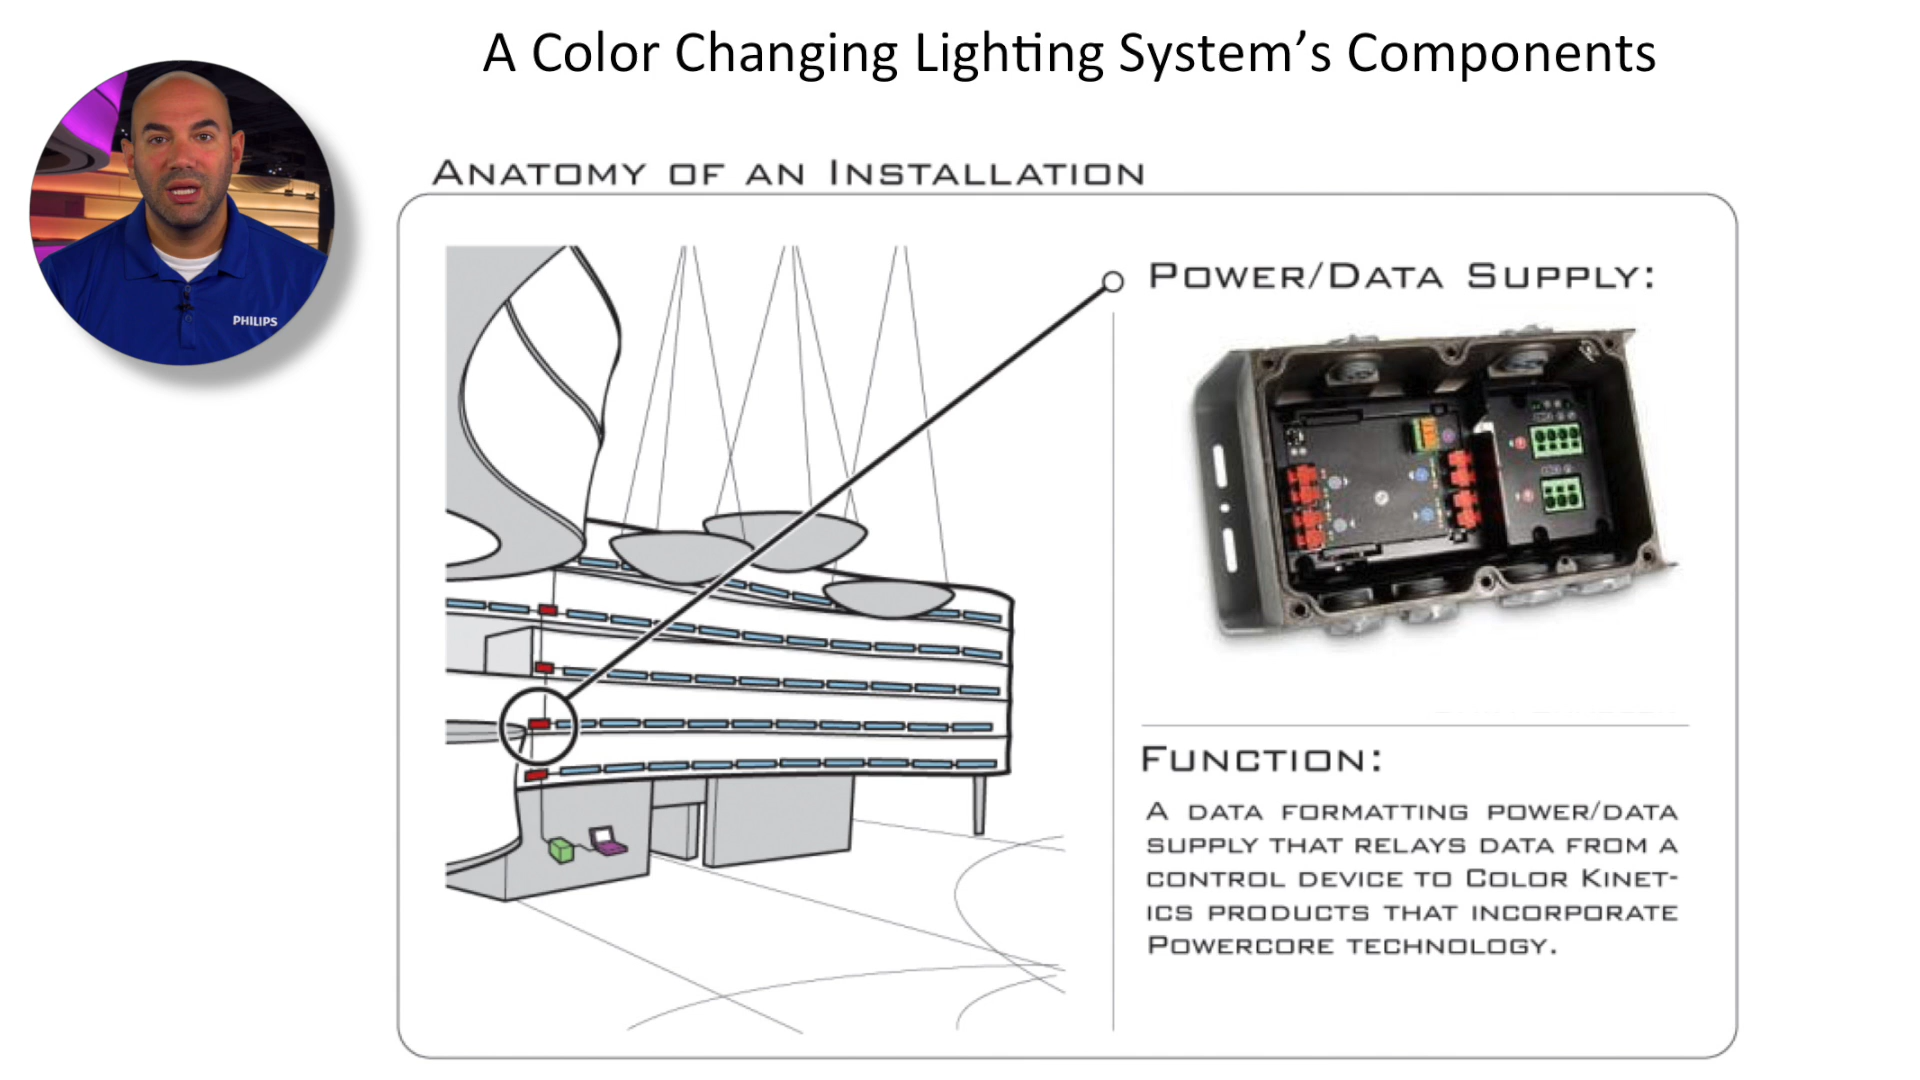 A Color Changing Lighting System's Components
PHILIPS
ANATOMY OF AN INSTALLATION
POWER/DATA SUPPLY:
FUNCTION:
A DATA FORMATTING POWER/DATA
SUPPLY THAT RELAYS DATA FROM A
CONTROL DEVICE TO COLOR KINET-
ICS PRODUCTS THAT INCORPORATE
POWERCORE TECHNOLOGY.